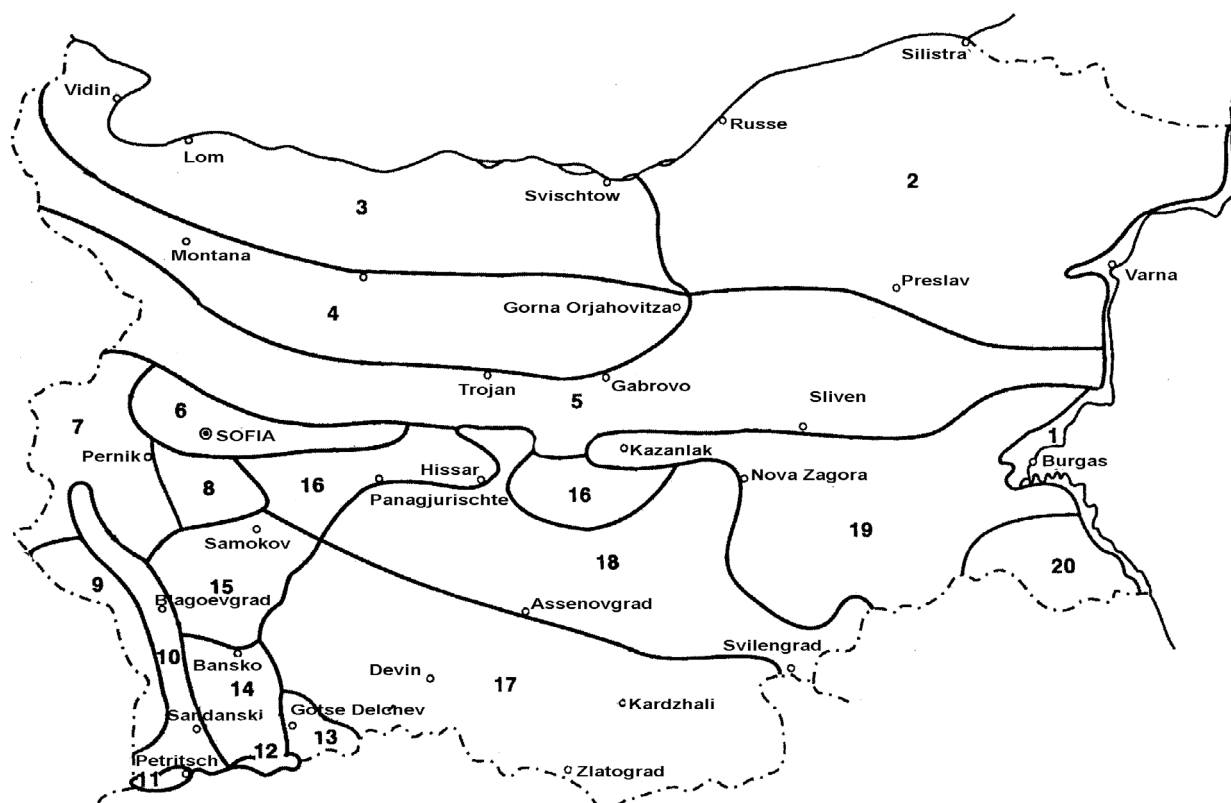 Silistra
Vidin
Russe
Lom
2
Svischtow
3
Montana
Varna
Preslav
Gorna Orjahovitza
4
Trojan
Gabrovo
5
Sliven
6
7
SOFIA
1
Pernik
Kazanlak
Burgas
Hissar
Nova Zagora
8
16
Panagjurischte
16
Samokov
19
18
20
9
15
Blagoevgrad
Assenovgrad
Svilengrad
10
Bansko
Devin
14
17
Kardzhali
Sandanski
Gotse Delchev
13
12
Petritsch
11
Zlatograd